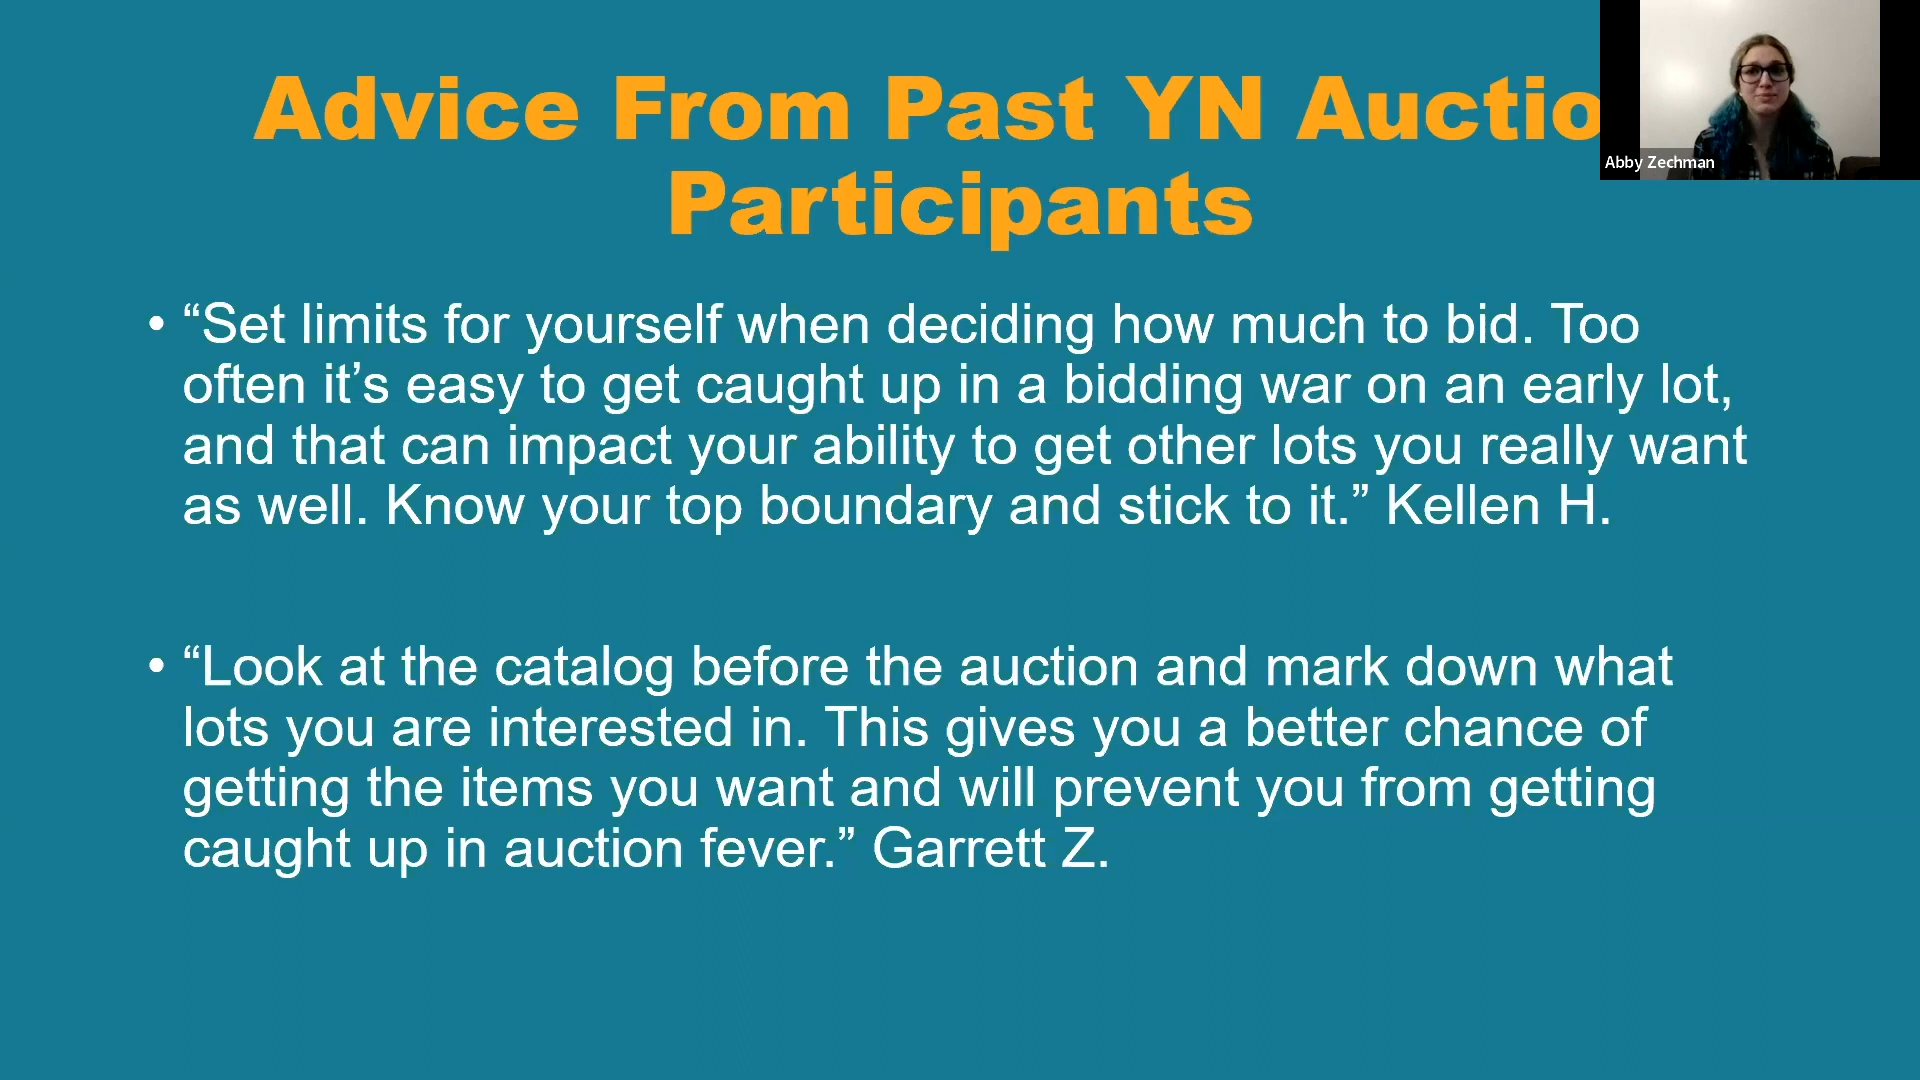 Advice From Past YN Auctio
Participants
Abby Zechman
• “Set limits for yourself when deciding how much to bid. Too
often it’s easy to get caught up in a bidding war on an early lot,
and that can impact your ability to get other lots you really want
as well. Know your top boundary and stick to it.” Kellen H.
• “Look at the catalog before the auction and mark down what
lots you are interested in. This gives you a better chance of
getting the items you want and will prevent you from getting
caught up in auction fever.” Garrett Z.